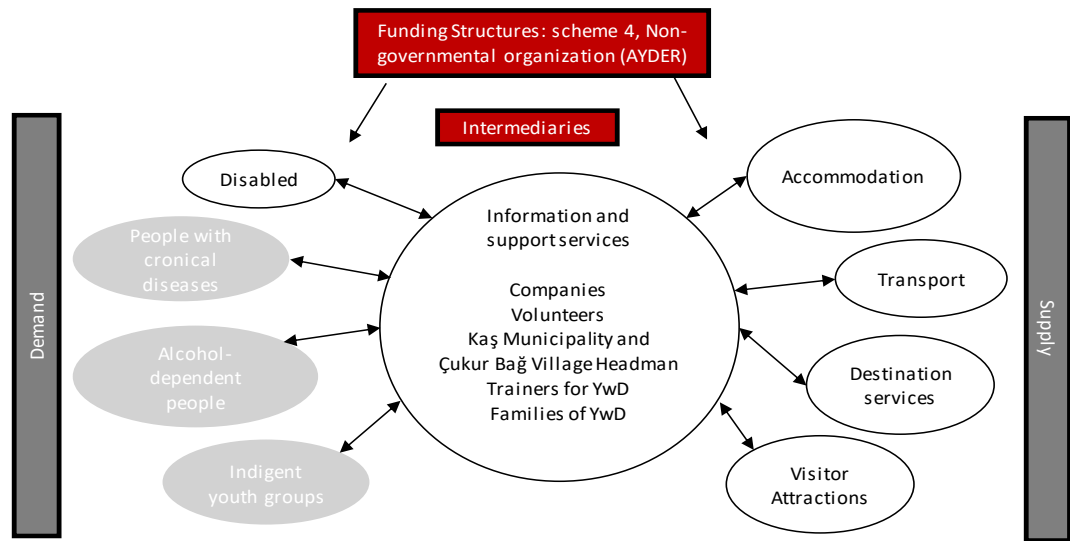 Funding Structures: scheme 4, Non-
governmental organization (AYDER)
Intermediaries
Demand
Disabled
People with
cronical
diseases
Alcohol-
dependent
people
Indigent
youth groups
Information and
support services
Companies
Volunteers
Kaş Municipality and
Çukur Bağ Village Headman
Trainers for YwD
Families of YwD
Accommodation
Transport
Destination
services
Visitor
Attractions
Supply